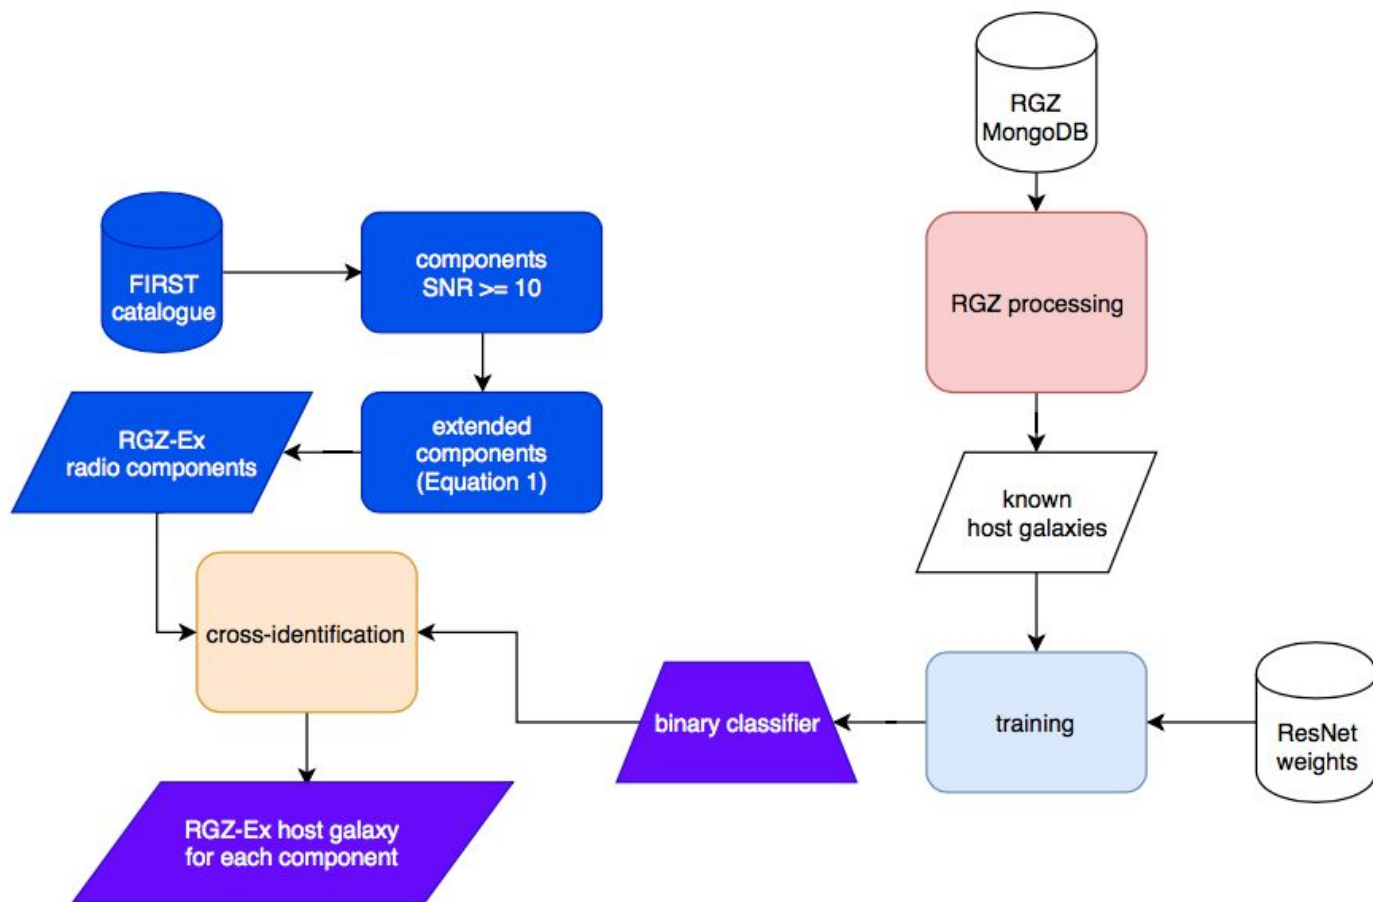 RGZ
MongoDB
FIRST
catalogue
components
SNR >= 10
RGZ processing
RGZ-Ex
radio components
extended
components
(Equation 1)
known
host galaxies
cross-identification
binary classifier
training
ResNet
weights
RGZ-Ex host galaxy
for each component